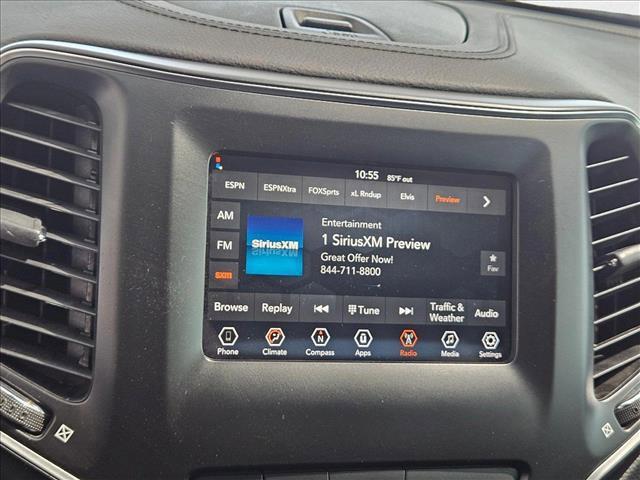 10:55 85°F out
ESPN ESPNXtra FOXSprts xL Rndup Elvis Preview
AM
FM
SXM
SiriusXM
Entertainment
1 SiriusXM Preview
Great Offer Now!
844-711-8800
Fav
Browse Replay Tune Traffic & Weather Audio
Phone Climate Compass Apps Radio Media Settings
N